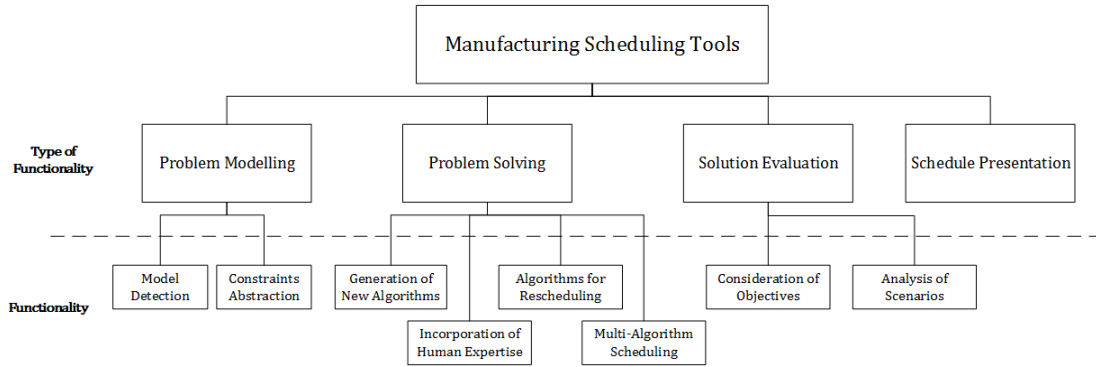 Manufacturing Scheduling Tools
Type of
Functionality
Problem Modelling
Problem Solving
Solution Evaluation
Schedule Presentation
Functionality
Model
Detection
Constraints
Abstraction
Generation of
New Algorithms
Algorithms for
Rescheduling
Consideration of
Objectives
Analysis of
Scenarios
Incorporation of
Human Expertise
Multi-Algorithm
Scheduling